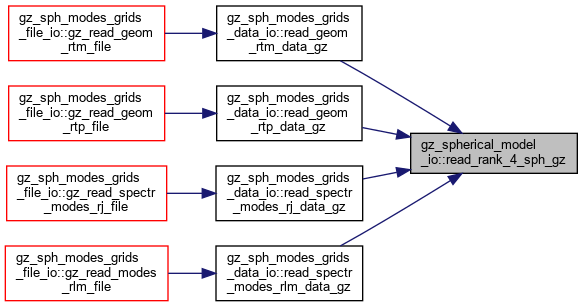 gz_sph_modes_grids
_file_io::gz_read_geom
_rtm_file
gz_sph_modes_grids
_data_io::read_geom
_rtm_data_gz
gz_sph_modes_grids
_file_io::gz_read_geom
_rtp_file
gz_sph_modes_grids
_data_io::read_geom
_rtp_data_gz
gz_spherical_model
_io::read_rank_4_sph_gz
gz_sph_modes_grids
_file_io::gz_read_spectr
_modes_rj_file
gz_sph_modes_grids
_data_io::read_spectr
_modes_rj_data_gz
gz_sph_modes_grids
_file_io::gz_read_modes
_rlm_file
gz_sph_modes_grids
_data_io::read_spectr
_modes_rlm_data_gz